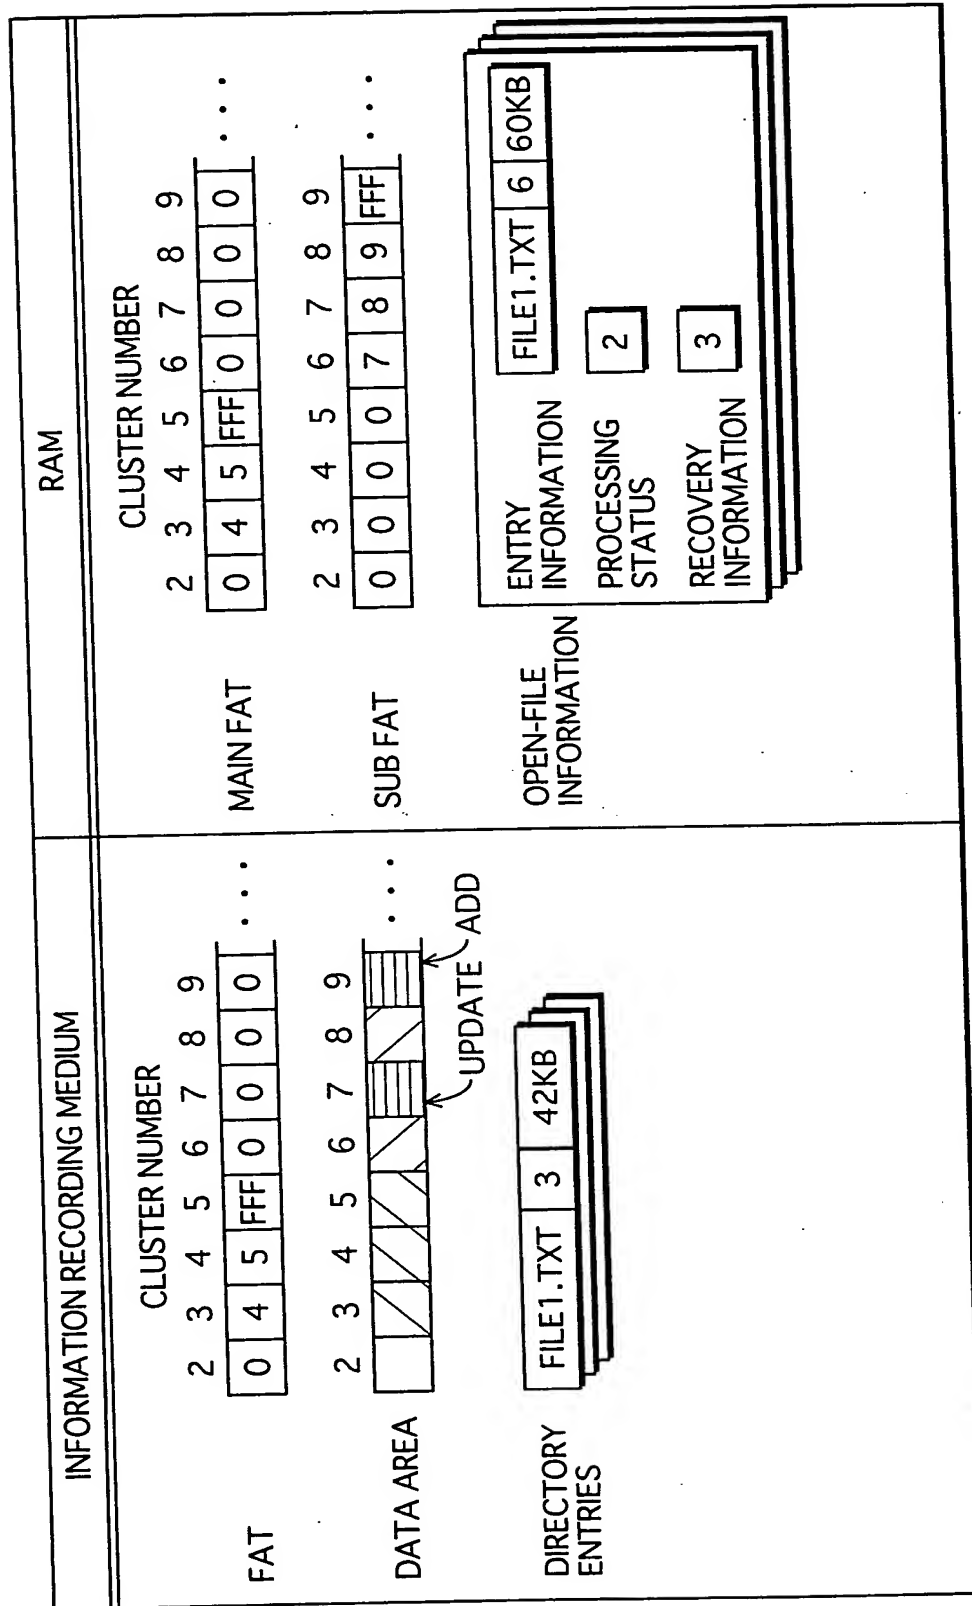 INFORMATION RECORDING MEDIUM
CLUSTER NUMBER
2 3 4 5 6 7 8 9
FAT 0 4 5 FFF 0 0 0 0 . . .
2 3 4 5 6 7 8 9
DATA AREA . . .
UPDATE ADD
DIRECTORY
ENTRIES
FILE1.TXT 3 42KB
RAM
CLUSTER NUMBER
2 3 4 5 6 7 8 9
MAIN FAT 0 4 5 FFF 0 0 0 0 . . .
2 3 4 5 6 7 8 9
SUB FAT 0 0 0 0 7 8 9 FFF . . .
OPEN-FILE
INFORMATION
ENTRY
INFORMATION
FILE1.TXT 6 60KB
PROCESSING
STATUS
2
RECOVERY
INFORMATION
3